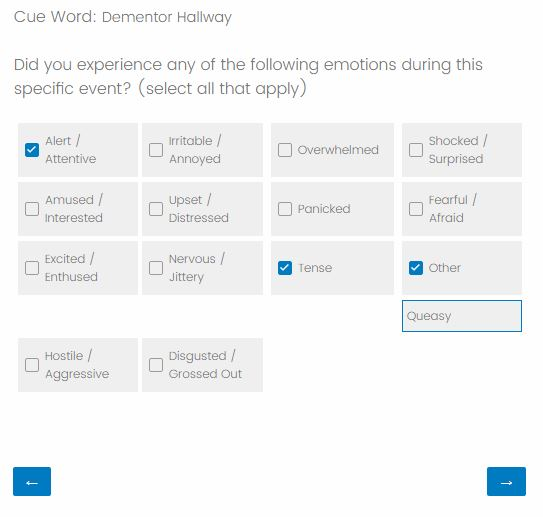 Cue Word: Dementor Hallway
Did you experience any of the following emotions during this
specific event? (select all that apply)
Alert /
Attentive
Irritable /
Annoyed
Overwhelmed
Shocked /
Surprised
Amused /
Interested
Upset /
Distressed
Panicked
Fearful /
Afraid
Excited /
Enthused
Nervous /
Jittery
Tense
Other
Queasy
Hostile /
Aggressive
Disgusted /
Grossed Out
← →